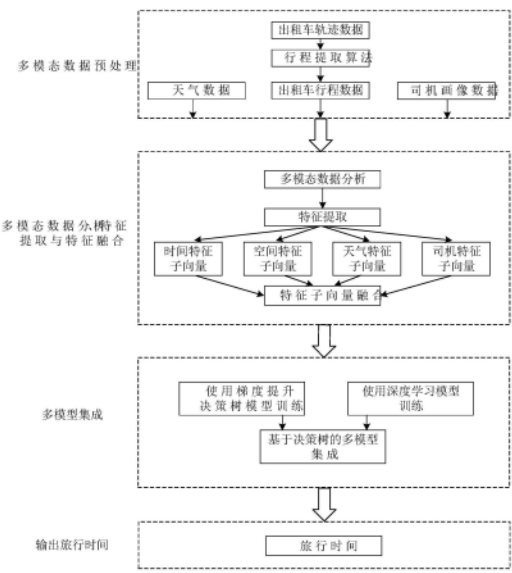 出租车轨迹数据
行程提取算法
多模态数据预处理
天气数据
出租车行程数据
司机画像数据
多模态数据分析
特征提取
多模态数据分析特征
提取与特征融合
时间特征
子向量
空间特征
子向量
天气特征
子向量
司机特征
子向量
特征子向量融合
使用梯度提升
决策树模型训练
使用深度学习模型
训练
多模型集成
基于决策树的多模型
集成
输出旅行时间
旅行时间